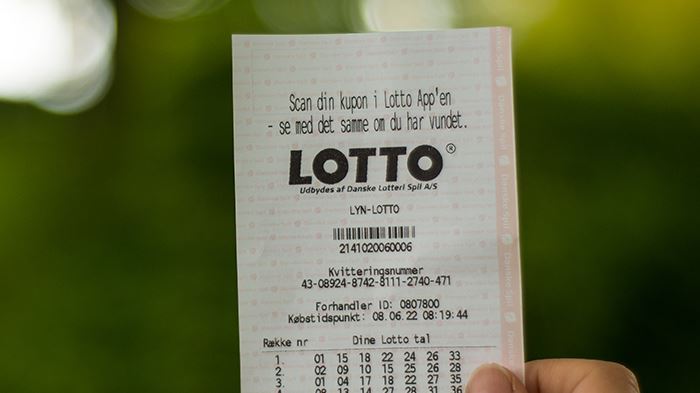 Scan din kupon i Lotto App'en
- se med det samme om du har vundet.
LOTTO®
Udbydes af Danske Lotteri Spil A/S
LYN-LOTTO
2141020060006
Kvitteringsnummer
43-08924-8742-8111-2740-471
Forhandler ID: 0807800
Købstidspunkt: 08.06.22 08:19:44
Række nr Dine Lotto tal
1. 01 15 18 22 24 26 33
2. 02 09 10 15 25 26 28
3. 01 04 17 18 22 27 35
Danske Spil